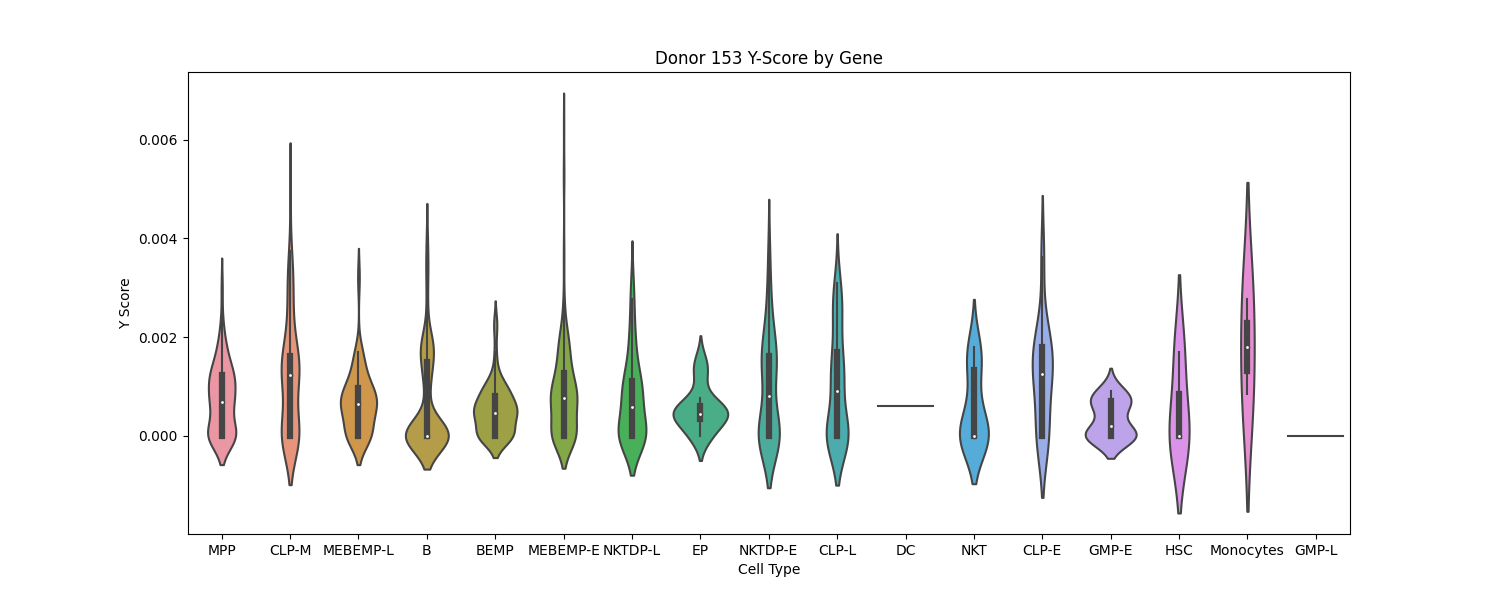 Donor 153 Y-Score by Gene
Y Score
0.006
0.004
0.002
0.000
MPP CLP-M MEBEMP-L B BEMP MEBEMP-E NKTDP-L EP NKTDP-E CLP-L DC NKT CLP-E GMP-E HSC Monocytes GMP-L
Cell Type